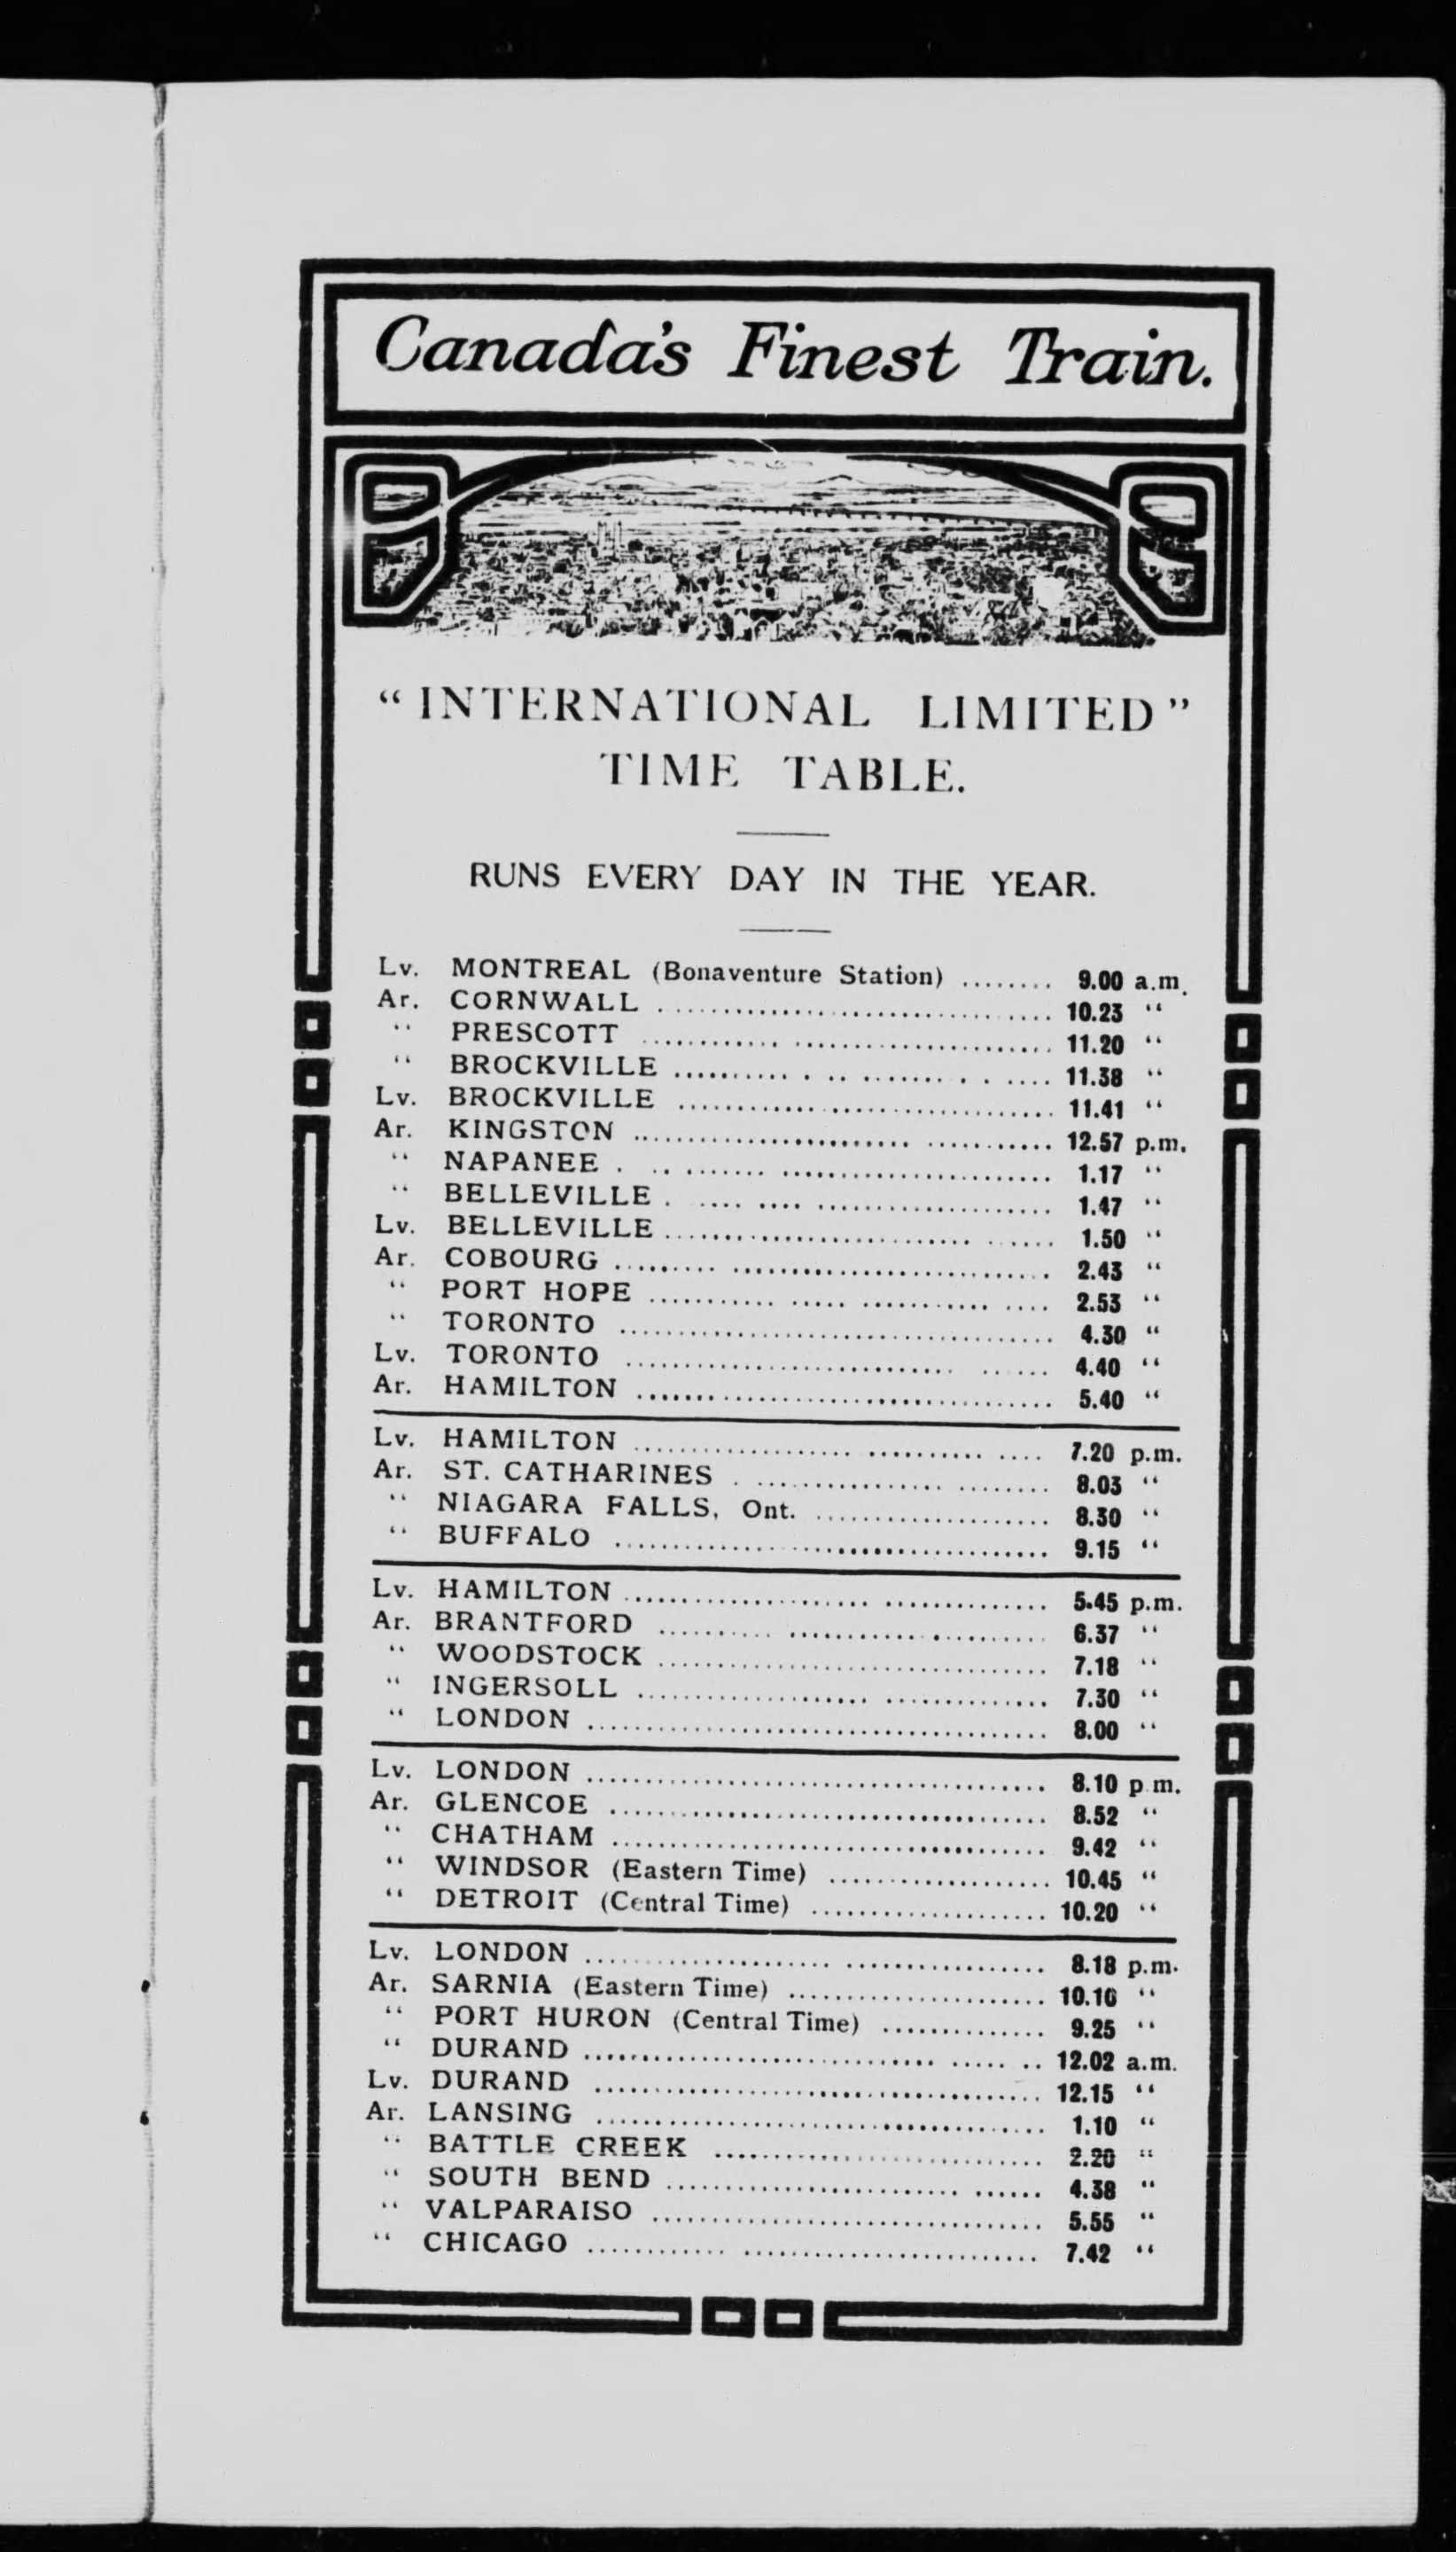 Canada's Finest Train.
"INTERNATIONAL LIMITED"
TIME TABLE.
RUNS EVERY DAY IN THE YEAR.
Lv. MONTREAL (Bonaventure Station) ........ 9.00 a.m.
Ar. CORNWALL ........ 10.23 "
" PRESCOTT ........ 11.20 "
" BROCKVILLE ........ 11.38 "
Lv. BROCKVILLE ........ 11.41 "
Ar. KINGSTON ........ 12.57 p.m.
" NAPANEE ........ 1.17 "
" BELLEVILLE ........ 1.47 "
Lv. BELLEVILLE ........ 1.50 "
Ar. COBOURG ........ 2.43 "
" PORT HOPE ........ 2.53 "
" TORONTO ........ 4.30 "
Lv. TORONTO ........ 4.40 "
Ar. HAMILTON ........ 5.40 "
Lv. HAMILTON ........ 7.20 p.m.
Ar. ST. CATHARINES ........ 8.03 "
" NIAGARA FALLS, Ont. ........ 8.30 "
" BUFFALO ........ 9.15 "
Lv. HAMILTON ........ 5.45 p.m.
Ar. BRANTFORD ........ 6.37 "
" WOODSTOCK ........ 7.18 "
" INGERSOLL ........ 7.30 "
" LONDON ........ 8.00 "
Lv. LONDON ........ 8.10 p.m.
Ar. GLENCOE ........ 8.52 "
" CHATHAM ........ 9.42 "
" WINDSOR (Eastern Time) ........ 10.45 "
" DETROIT (Central Time) ........ 10.20 "
Lv. LONDON ........ 8.18 p.m.
Ar. SARNIA (Eastern Time) ........ 10.10 "
" PORT HURON (Central Time) ........ 9.25 "
" DURAND ........ 12.02 a.m.
Lv. DURAND ........ 12.15 "
Ar. LANSING ........ 1.10 "
" BATTLE CREEK ........ 2.20 "
" SOUTH BEND ........ 4.38 "
" VALPARAISO ........ 5.55 "
" CHICAGO ........ 7.42 "